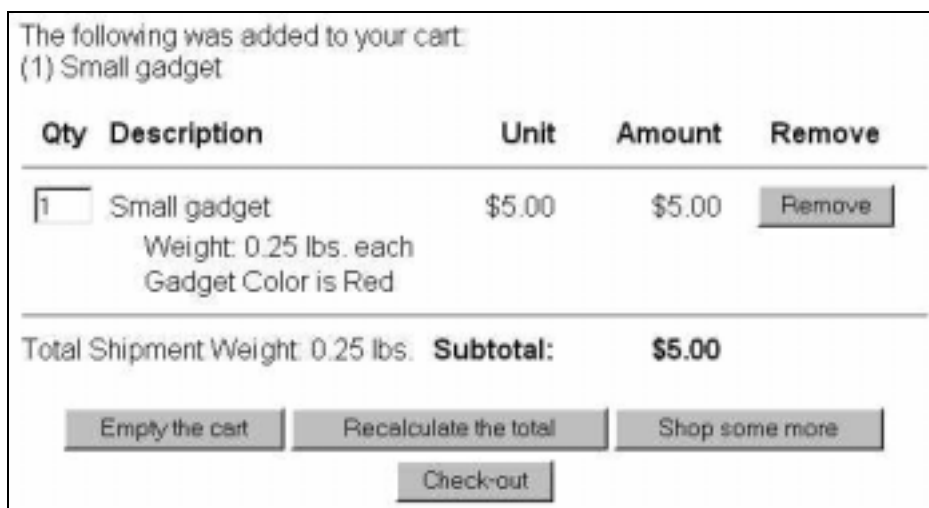 The following was added to your cart:
(1) Small gadget
Qty Description Unit Amount Remove
1 Small gadget $5.00 $5.00 Remove
Weight: 0.25 lbs. each
Gadget Color is Red
Total Shipment Weight: 0.25 lbs. Subtotal: $5.00
Empty the cart Recalculate the total Shop some more
Check-out